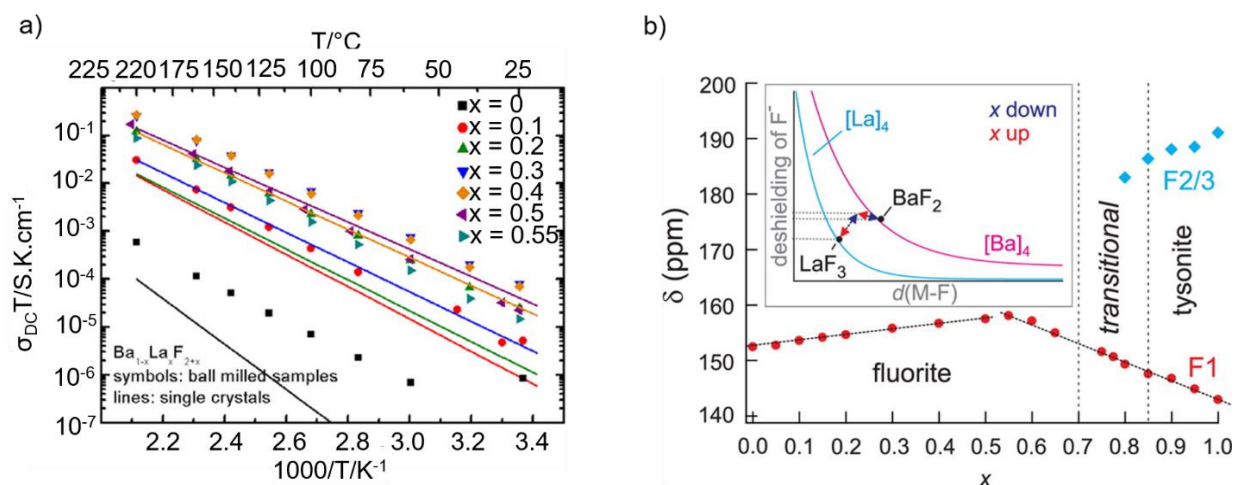 a)
T/°C
225 220 175 150 125 100 75 50 25
σDCT/S.K.cm-1
10-1
10-2
10-3
10-4
10-5
10-6
10-7
x = 0
x = 0.1
x = 0.2
x = 0.3
x = 0.4
x = 0.5
x = 0.55
Ba1-xLaxF2+x
symbols: ball milled samples
lines: single crystals
2.2 2.4 2.6 2.8 3.0 3.2 3.4
1000/T/K-1
b)
δ (ppm)
200
190
180
170
160
150
140
deshielding of F-
[La]4
x down
x up
BaF2
LaF3
[Ba]4
d(M-F)
transitional
tysonite
F2/3
fluorite
F1
0.0 0.1 0.2 0.3 0.4 0.5 0.6 0.7 0.8 0.9 1.0
x